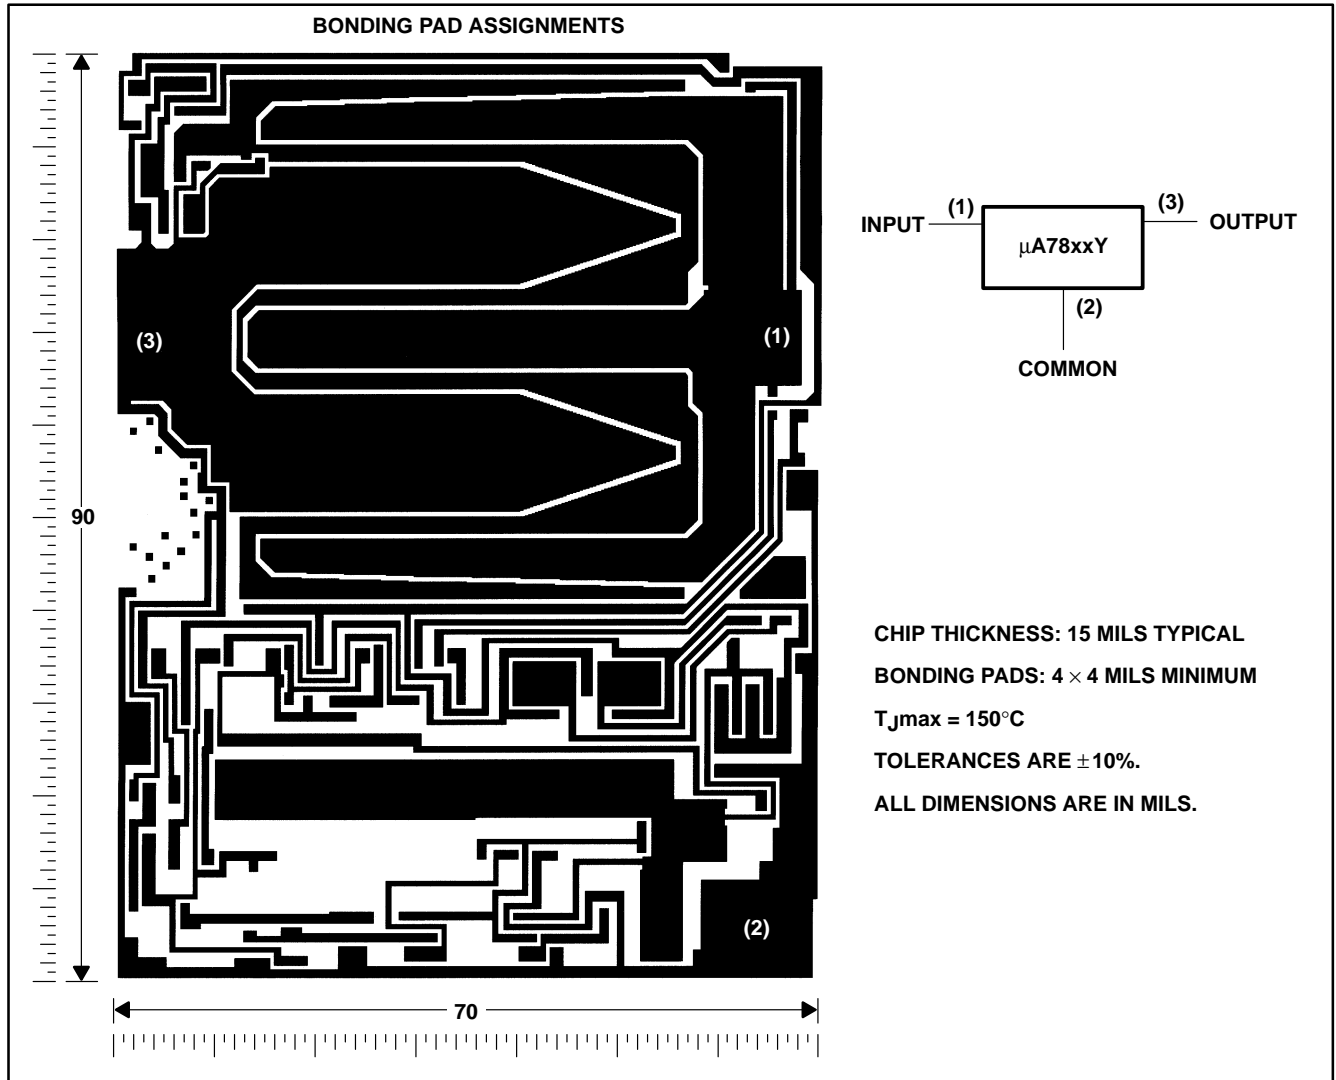 BONDING PAD ASSIGNMENTS
(1)
(3)
INPUT
OUTPUT
μA78xxY
(2)
COMMON
(3)
(1)
90
CHIP THICKNESS: 15 MILS TYPICAL
BONDING PADS: 4 × 4 MILS MINIMUM
TJmax = 150°C
TOLERANCES ARE ±10%.
ALL DIMENSIONS ARE IN MILS.
(2)
70